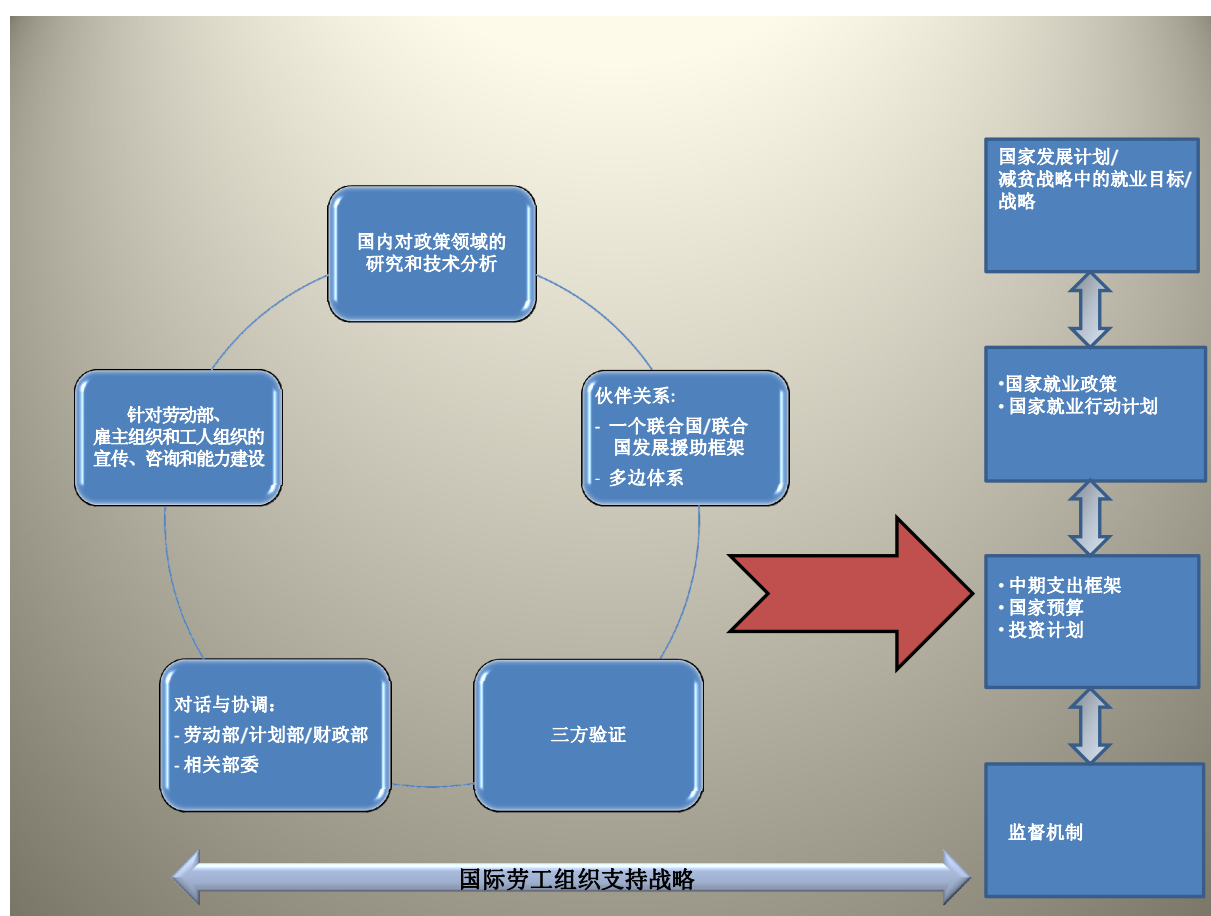 国内对政策领域的
研究和技术分析
针对劳动部、
雇主组织和工人组织的
宣传、咨询和能力建设
伙伴关系:
- 一个联合国/联合
国发展援助框架
- 多边体系
对话与协调:
- 劳动部/计划部/财政部
- 相关部委
三方验证
国际劳工组织支持战略
国家发展计划/
减贫战略中的就业目标/
战略
•国家就业政策
• 国家就业行动计划
• 中期支出框架
• 国家预算
• 投资计划
监督机制